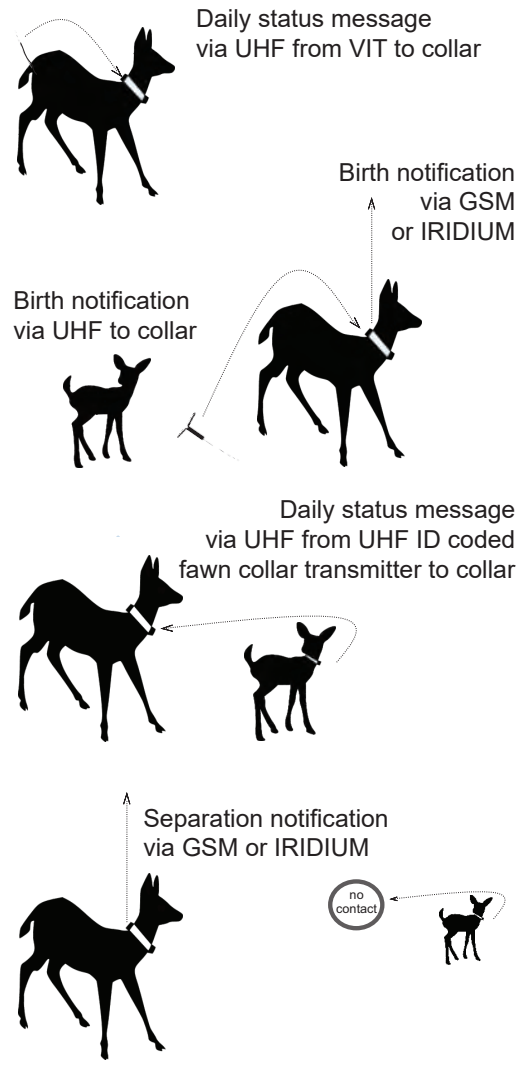 Daily status message
via UHF from VIT to collar
Birth notification
via GSM
or IRIDIUM
Birth notification
via UHF to collar
Daily status message
via UHF from UHF ID coded
fawn collar transmitter to collar
Separation notification
via GSM or IRIDIUM
no
contact